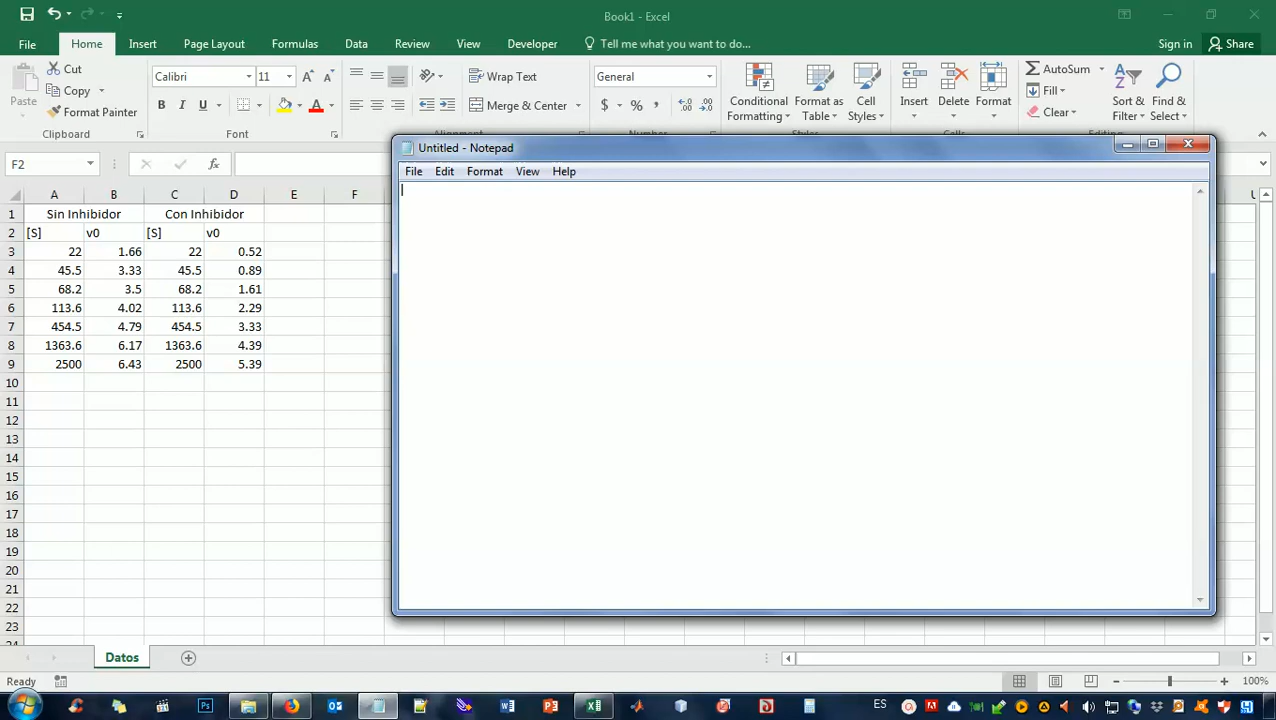 Book1 - Excel
File Home Insert Page Layout Formulas Data Review View Developer Tell me what you want to do... Sign in Share
Paste Cut Calibri 11 A A Wrap Text General AutoSum
Copy B I U A Merge & Center $ % , Conditional Formatting Format as Table Cell Styles Insert Delete Format Fill Sort & Filter Find & Select
Format Painter Clear
Clipboard Font Alignment Number Styles Cells Editing
F2 fx
Untitled - Notepad
File Edit Format View Help
A B C D E F U
1 Sin Inhibidor Con Inhibidor
2 [S] v0 [S] v0
3 22 1.66 22 0.52
4 45.5 3.33 45.5 0.89
5 68.2 3.5 68.2 1.61
6 113.6 4.02 113.6 2.29
7 454.5 4.79 454.5 3.33
8 1363.6 6.17 1363.6 4.39
9 2500 6.43 2500 5.39
10
11
12
13
14
15
16
17
18
19
20
21
22
23
24
Datos
Ready 100%
ES